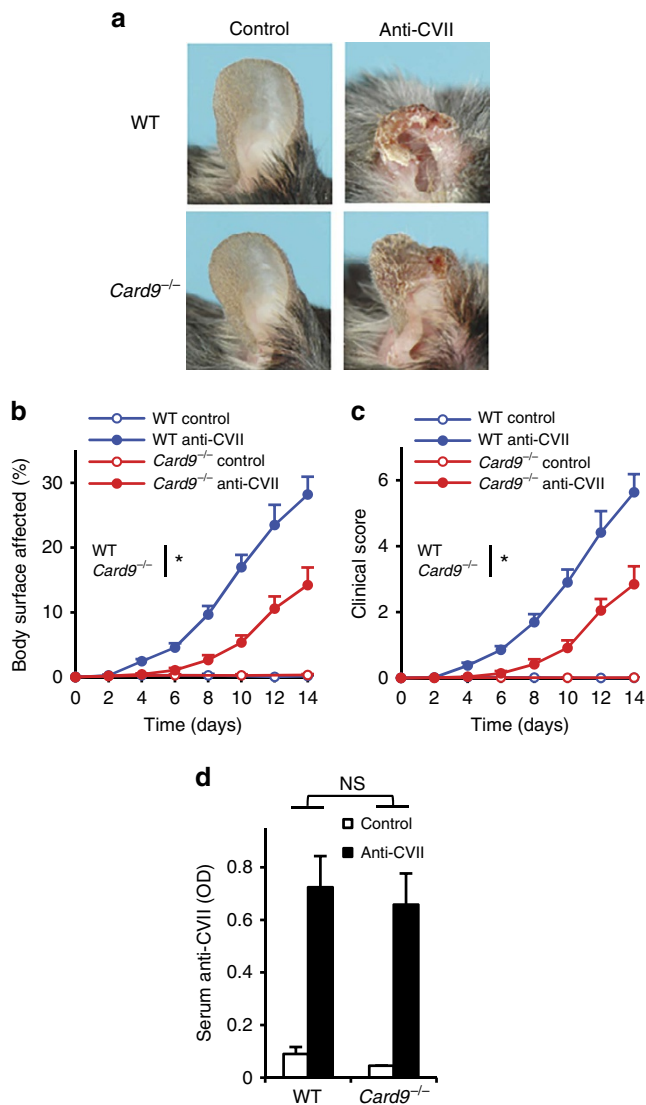 a
Control
Anti-CVII
WT
Card9⁻/⁻
b
WT control
WT anti-CVII
Card9⁻/⁻ control
Card9⁻/⁻ anti-CVII
WT
Card9⁻/⁻
*
Body surface affected (%)
30
20
10
0
0 2 4 6 8 10 12 14
Time (days)
c
WT control
WT anti-CVII
Card9⁻/⁻ control
Card9⁻/⁻ anti-CVII
WT
Card9⁻/⁻
*
Clinical score
6
4
2
0
0 2 4 6 8 10 12 14
Time (days)
d
NS
Control
Anti-CVII
Serum anti-CVII (OD)
0.8
0.6
0.4
0.2
0
WT
Card9⁻/⁻